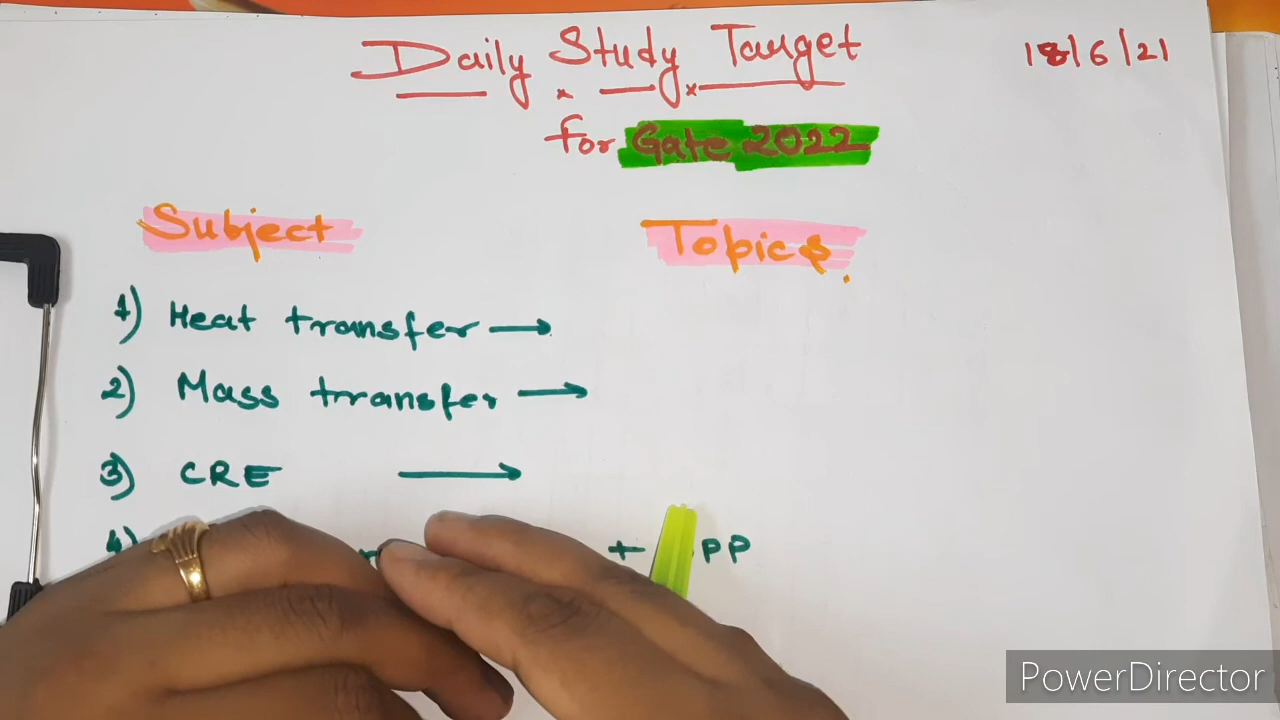 Daily Study Target 18/6/21
for Gate 2022
Subject Topics.
1) Heat transfer →
2) Mass transfer →
3) CRE →
4) + PP
PowerDirector